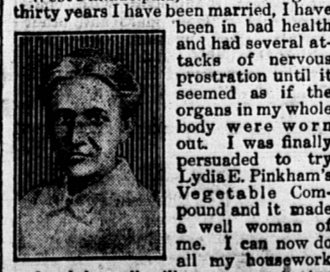 thirty years I have been married, I have
been in bad health
and had several at-
tacks of nervous
prostration until it
seemed as if the
organs in my whole
body were worn
out. I was finally
persuaded to try
Lydia E. Pinkham's
Vegetable Com-
pound and it made
a well woman of
me. I can now do
all my housework